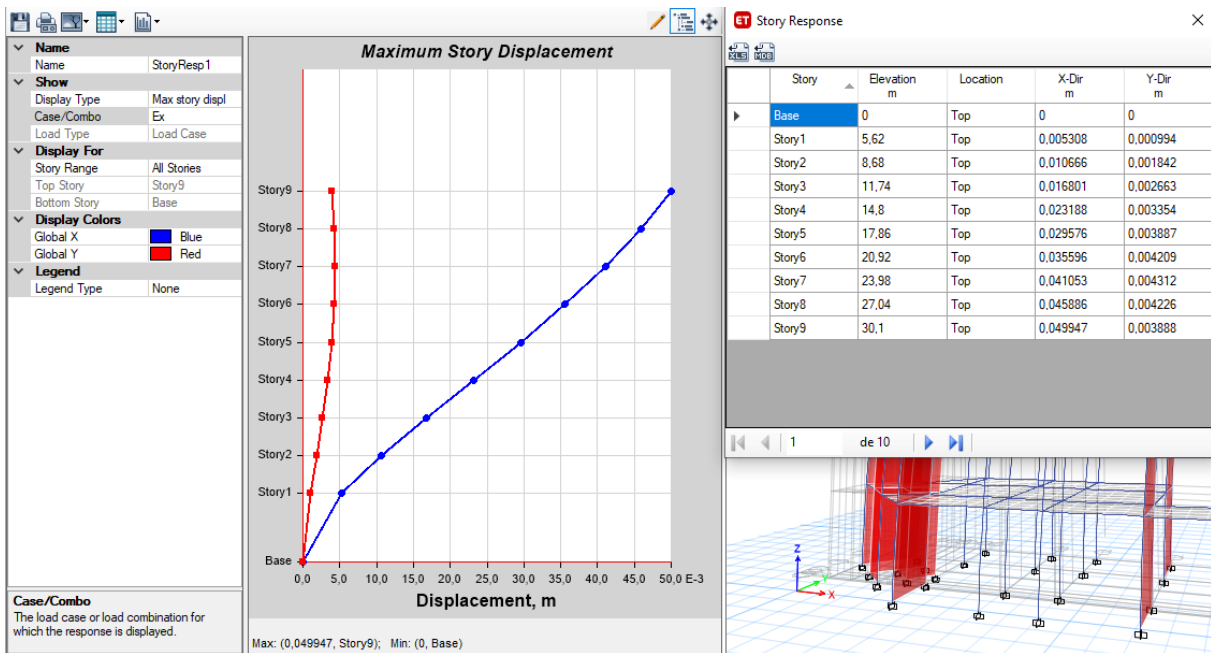 Name
Name StoryResp1
Show
Display Type Max story displ
Case/Combo Ex
Load Type Load Case
Display For
Story Range All Stories
Top Story Story9
Bottom Story Base
Display Colors
Global X Blue
Global Y Red
Legend
Legend Type None
Case/Combo
The load case or load combination for
which the response is displayed.
Maximum Story Displacement
Story9
Story8
Story7
Story6
Story5
Story4
Story3
Story2
Story1
Base
0,0 5,0 10,0 15,0 20,0 25,0 30,0 35,0 40,0 45,0 50,0 E-3
Displacement, m
Max: (0,049947, Story9); Min: (0, Base)
ET Story Response
XLS MDB
Story Elevation Location X-Dir Y-Dir
m m m
Base 0 Top 0 0
Story1 5,62 Top 0,005308 0,000994
Story2 8,68 Top 0,010666 0,001842
Story3 11,74 Top 0,016801 0,002663
Story4 14,8 Top 0,023188 0,003354
Story5 17,86 Top 0,029576 0,003887
Story6 20,92 Top 0,035596 0,004209
Story7 23,98 Top 0,041053 0,004312
Story8 27,04 Top 0,045886 0,004226
Story9 30,1 Top 0,049947 0,003888
1 de 10
Z
Y
X